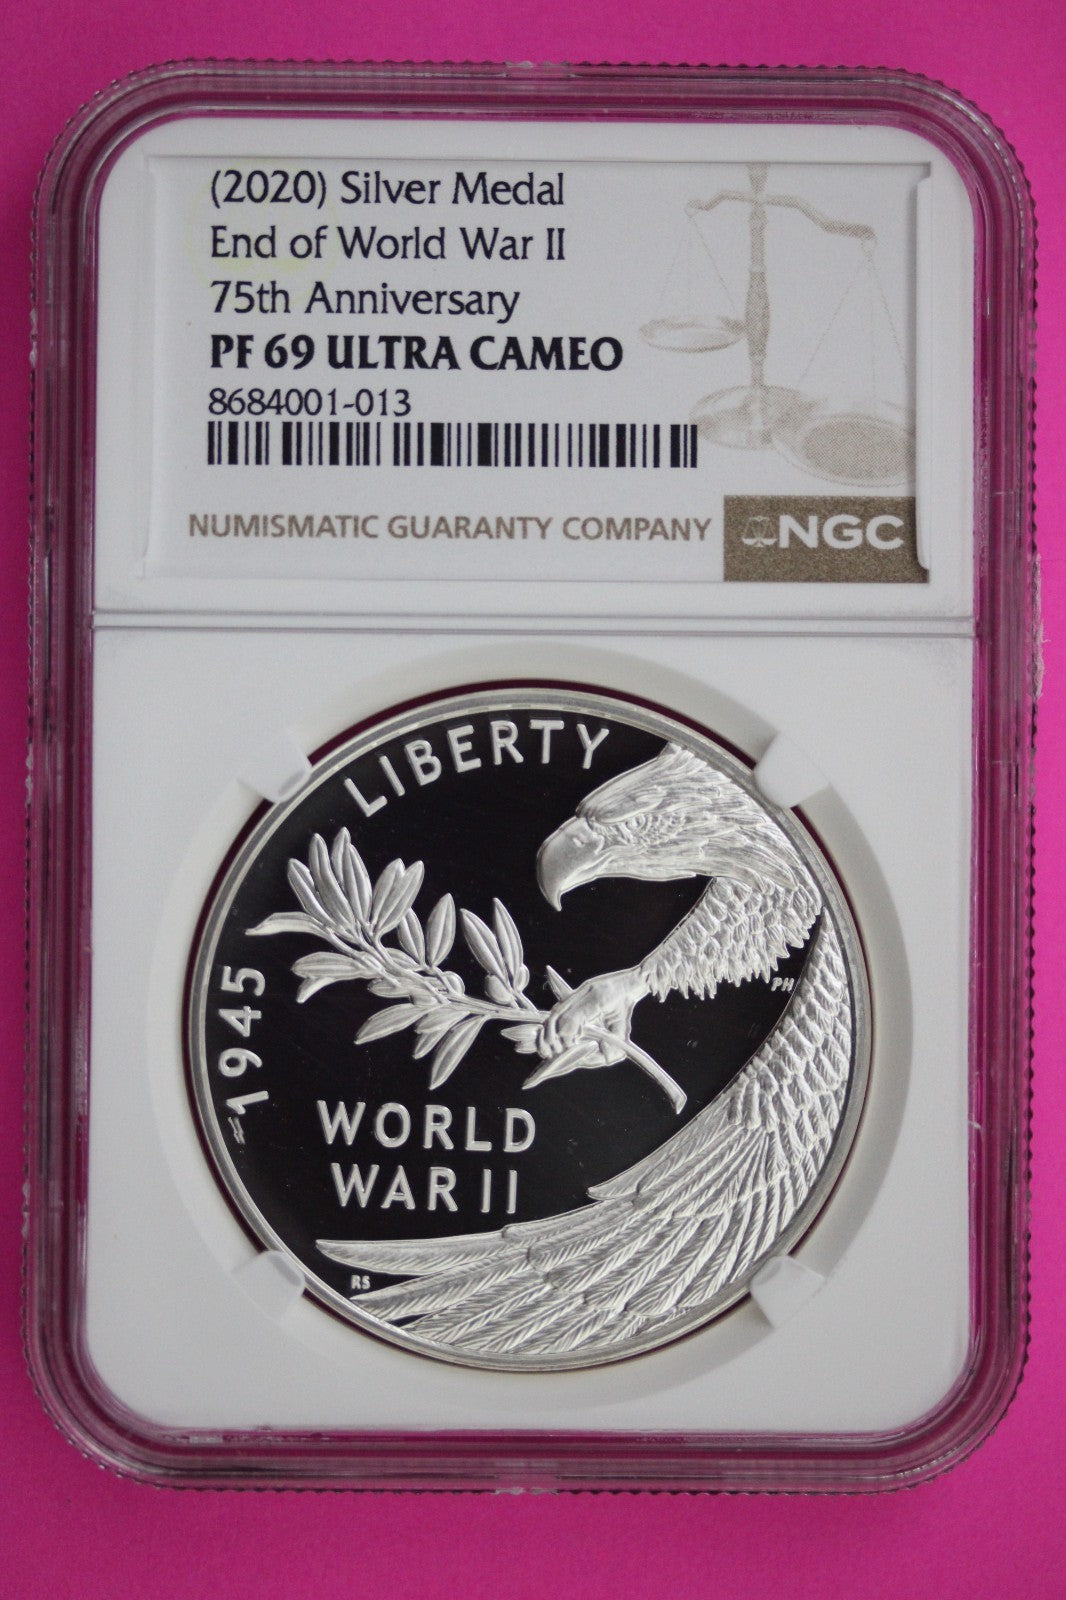 (2020) Silver Medal
End of World War II
75th Anniversary
PF 69 ULTRA CAMEO
8684001-013
NUMISMATIC GUARANTY COMPANY
NGC
LIBERTY
1945
PH
WORLD
WAR II
RS